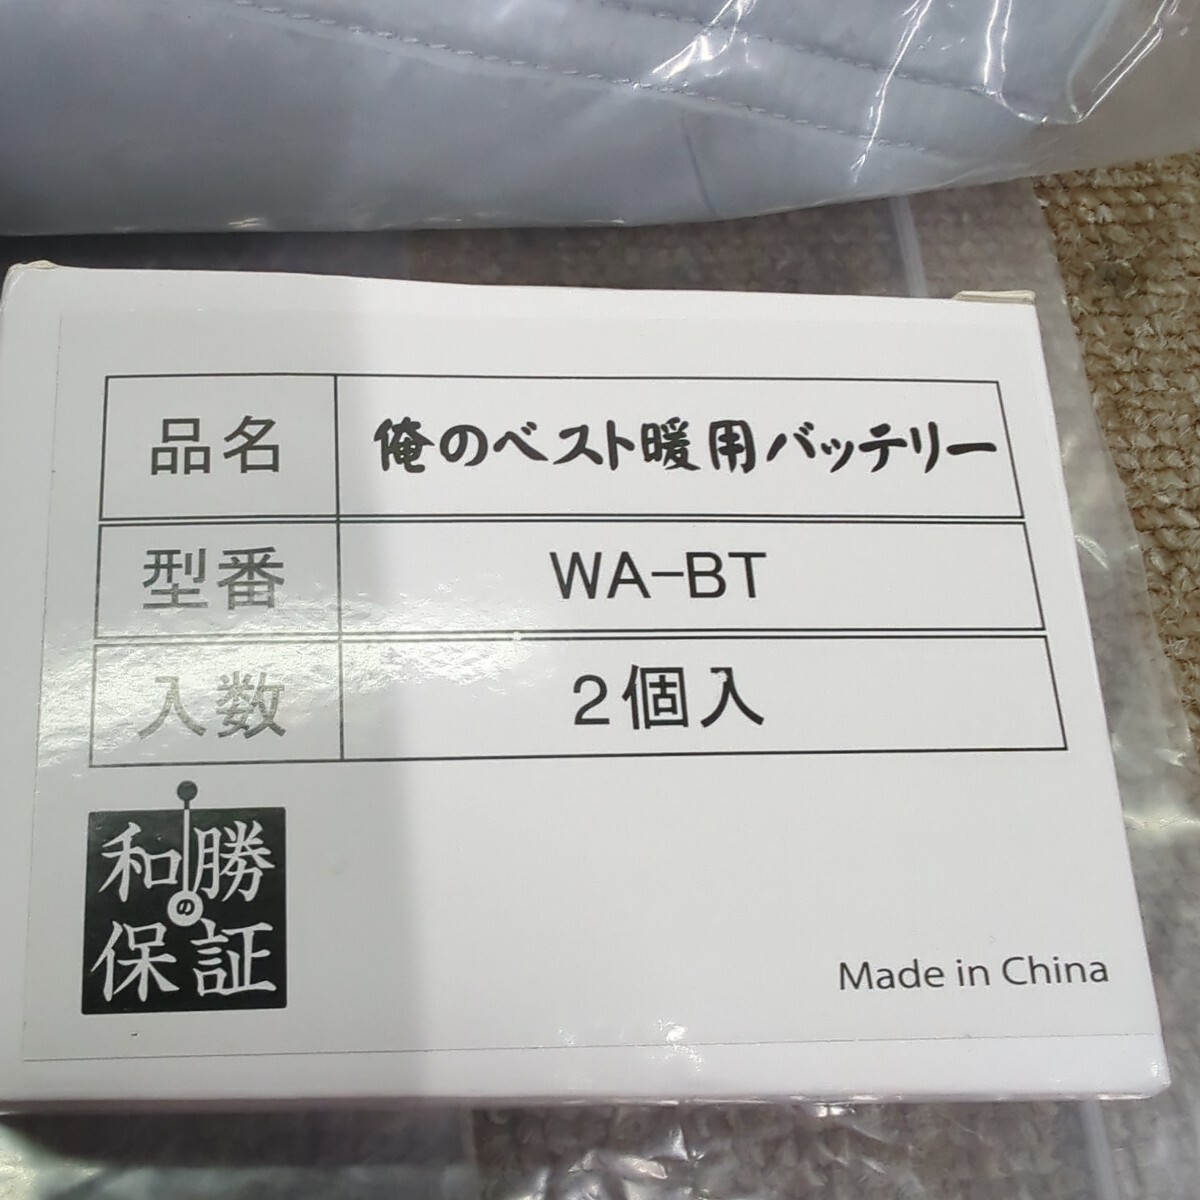 品名 俺のベスト暖用バッテリー
型番 WA-BT
入数 2個入
和勝
の
保証
Made in China